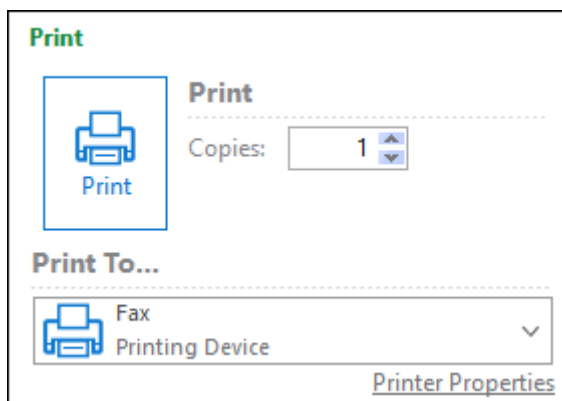 Print
Print
Copies: 1
Print
Print To...
Fax
Printing Device
Printer Properties